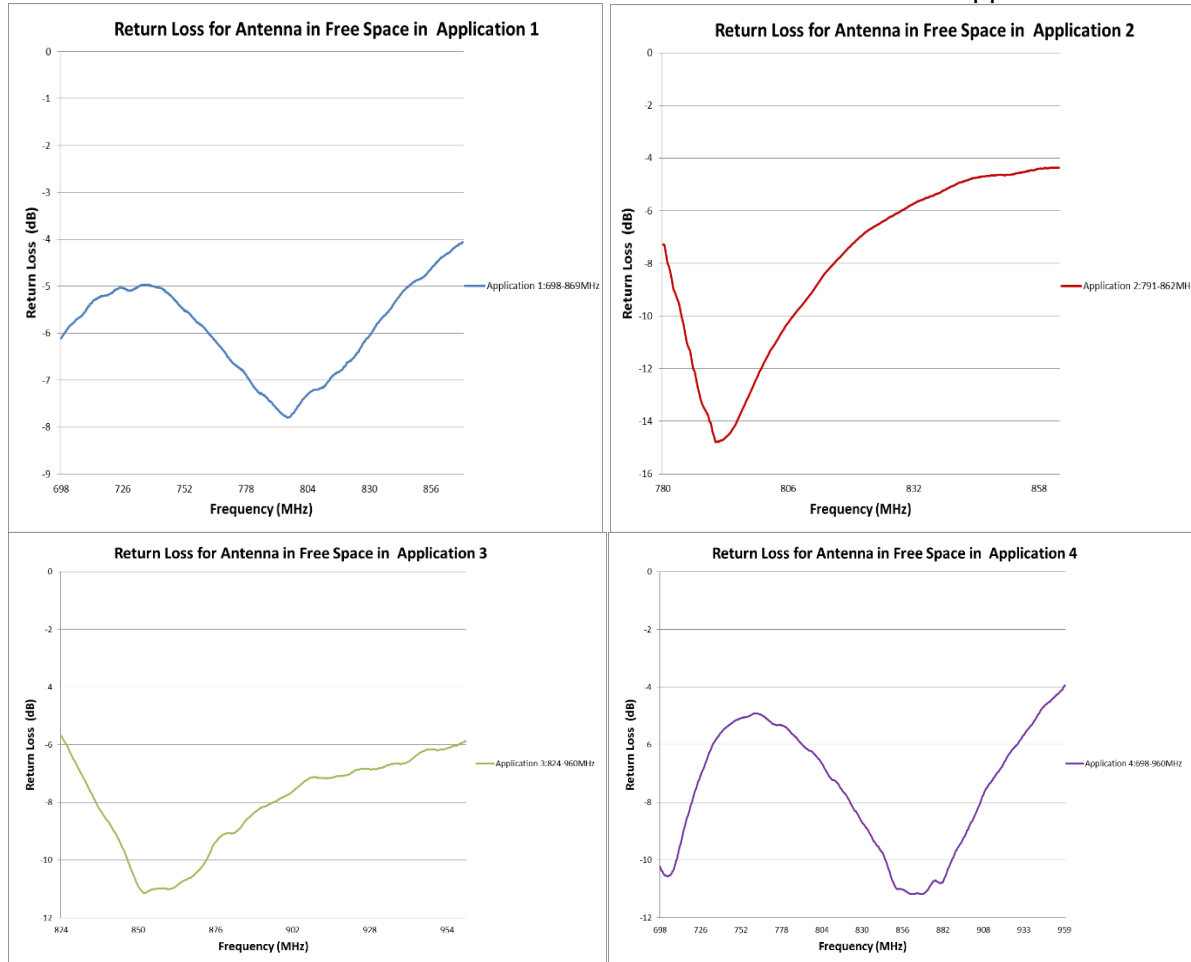 Return Loss for Antenna in Free Space in Application 1
0
-1
-2
-3
-4
-5
-6
-7
-8
-9
Return Loss (dB)
698 726 752 778 804 830 856
Frequency (MHz)
Application 1:698-869MHz
Return Loss for Antenna in Free Space in Application 2
0
-2
-4
-6
-8
-10
-12
-14
-16
Return Loss (dB)
780 806 832 858
Frequency (MHz)
Application 2:791-862MH
Return Loss for Antenna in Free Space in Application 3
0
-2
4
-6
-8
-10
-12
Return Loss (dB)
824 850 876 902 928 954
Frequency (MHz)
Application 3:824-960MHz
Return Loss for Antenna in Free Space in Application 4
0
-2
-4
-6
-8
-10
-12
Return Loss (dB)
698 726 752 778 804 830 856 882 908 933 959
Frequency (MHz)
Application 4:698-960MHz